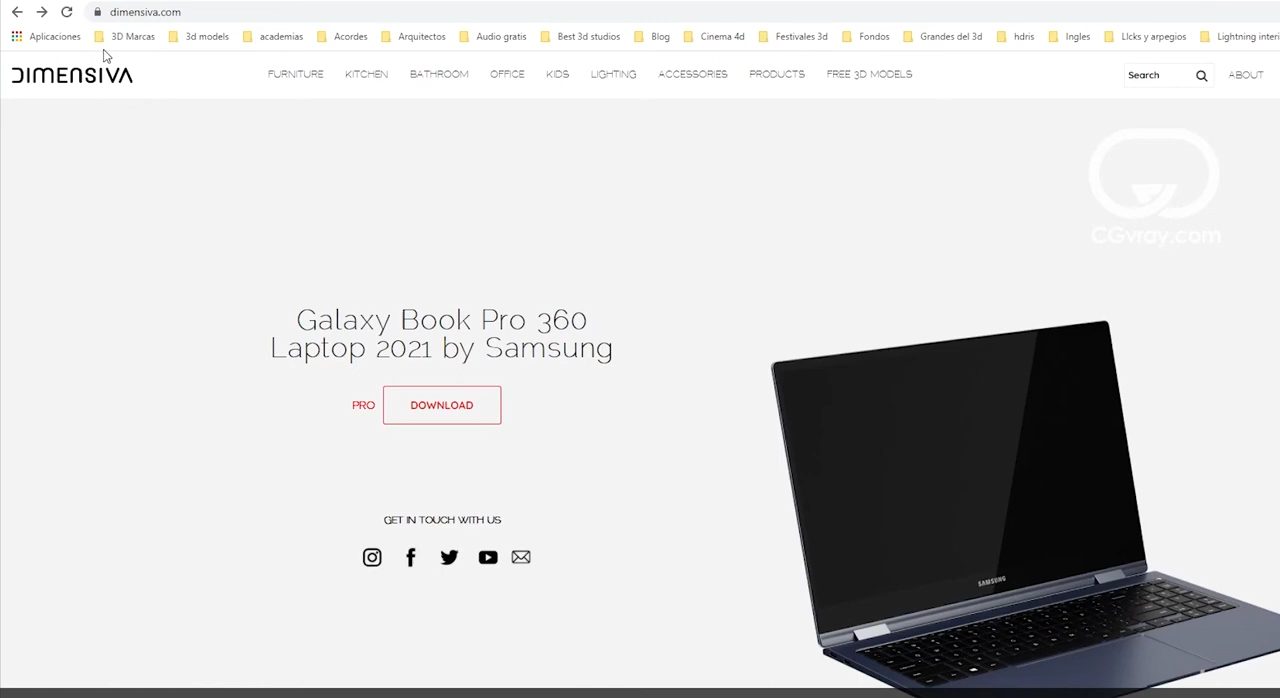 dimensiva.com
Aplicaciones 3D Marcas 3d models academias Acordes Arquitectos Audio gratis Best 3d studios Blog Cinema 4d Festivales 3d Fondos Grandes del 3d hdris Ingles LIcks y arpegios Lightning interi
DIMENSIVA FURNITURE KITCHEN BATHROOM OFFICE KIDS LIGHTING ACCESSORIES PRODUCTS FREE 3D MODELS Search ABOUT
CGvray.com
Galaxy Book Pro 360
Laptop 2021 by Samsung
PRO DOWNLOAD
GET IN TOUCH WITH US
SAMSUNG